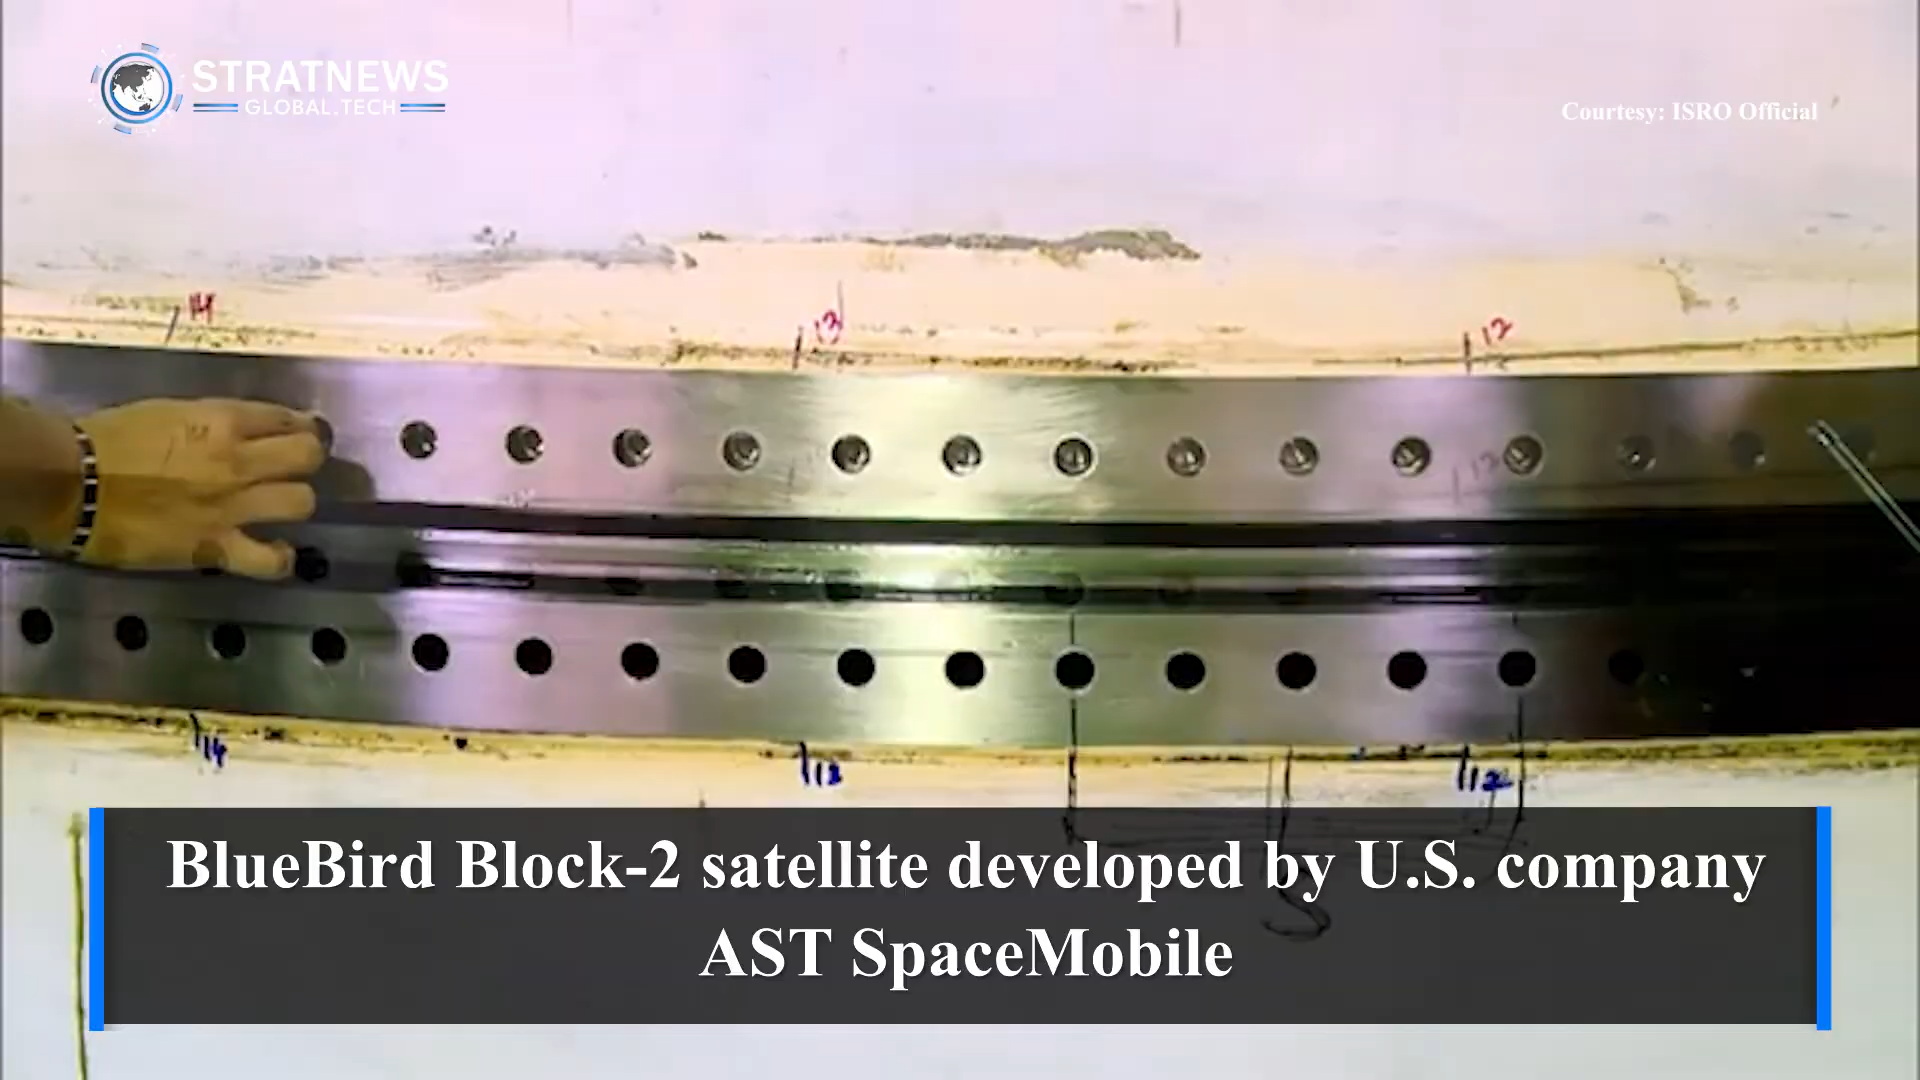 STRATNEWS
GLOBAL.TECH
Courtesy: ISRO Official
14
13
12
14
13
12
S
BlueBird Block-2 satellite developed by U.S. company
AST SpaceMobile